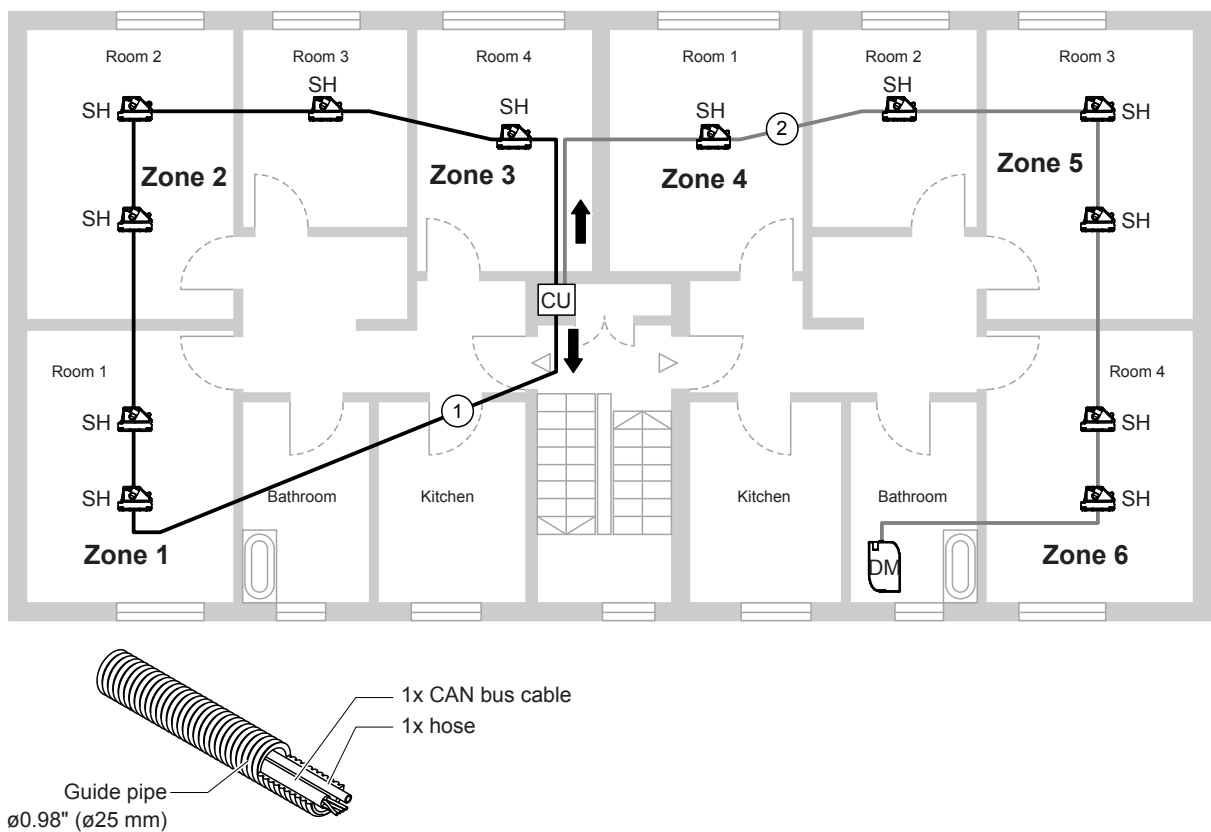 Room 2
Room 3
Room 4
Room 1
Room 2
Room 3
SH
SH
SH
SH
SH
SH
2
Zone 2
Zone 3
Zone 4
Zone 5
SH
SH
CU
Room 1
Room 4
1
SH
SH
SH
SH
Bathroom
Kitchen
Kitchen
Bathroom
Zone 1
DM
Zone 6
1x CAN bus cable
1x hose
Guide pipe
ø0.98" (ø25 mm)